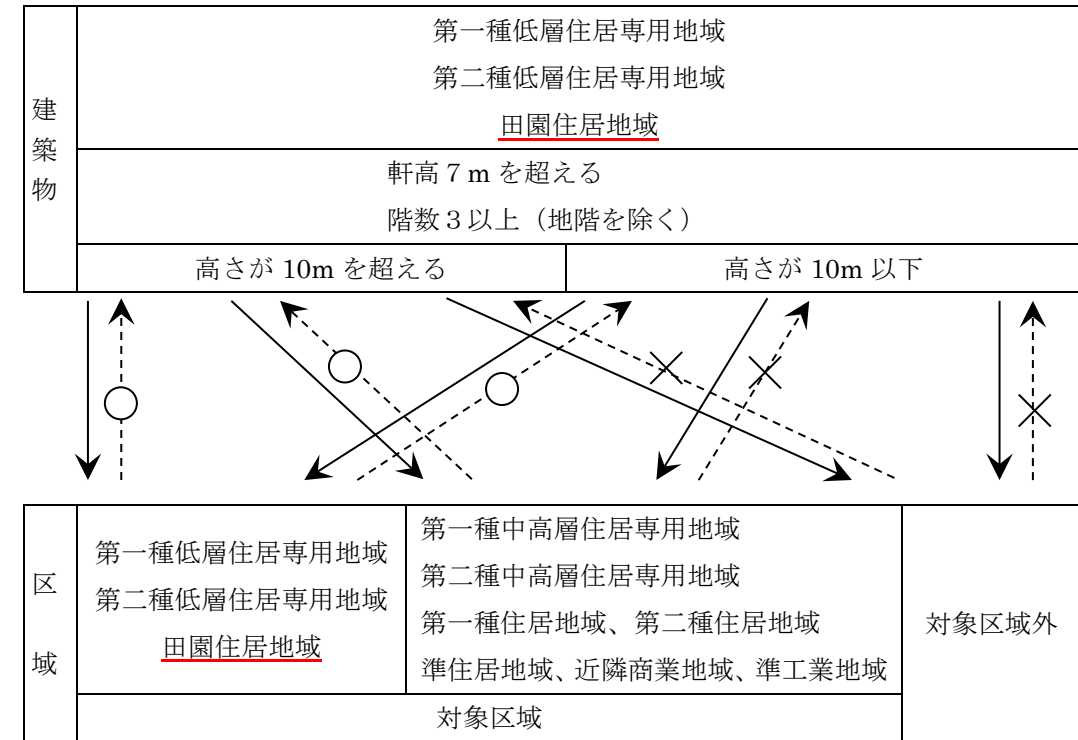 建築物
第一種低層住居専用地域
第二種低層住居専用地域
田園住居地域
軒高７ｍを超える
階数３以上（地階を除く）
高さが 10m を超える
高さが 10m 以下
区域
第一種低層住居専用地域
第二種低層住居専用地域
田園住居地域
第一種中高層住居専用地域
第二種中高層住居専用地域
第一種住居地域、第二種住居地域
準住居地域、近隣商業地域、準工業地域
対象区域外
対象区域